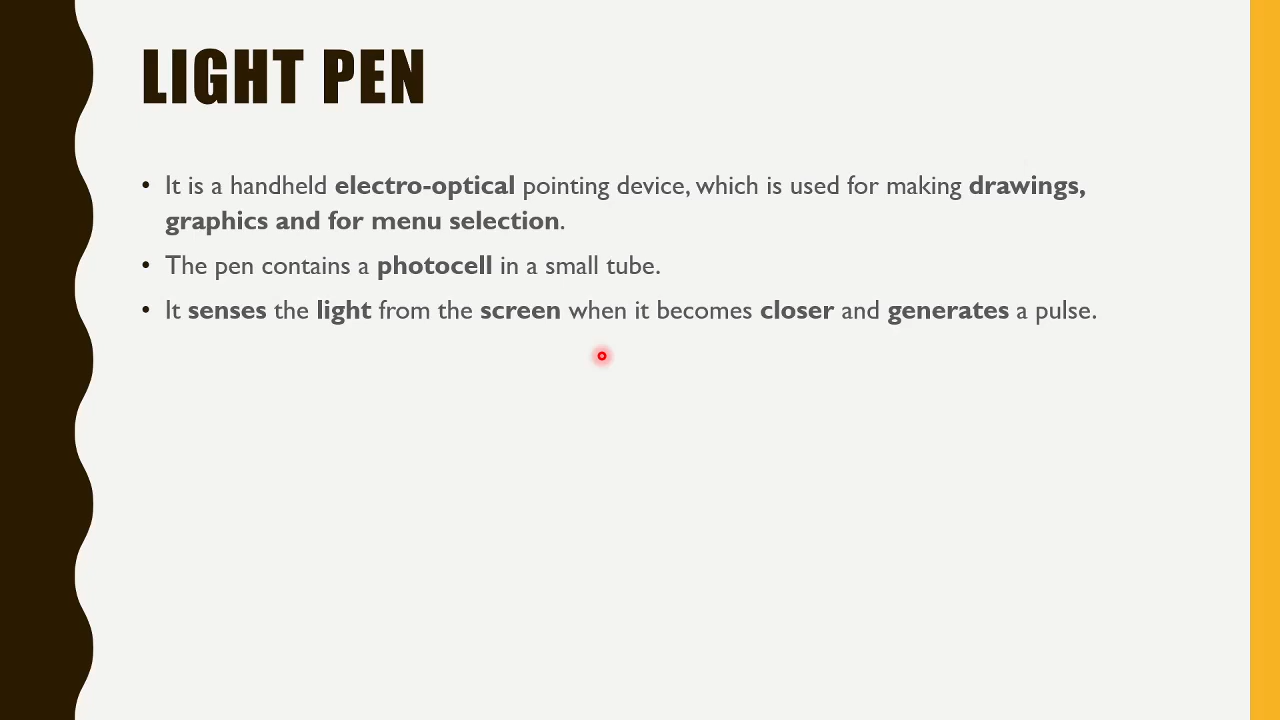 LIGHT PEN
• It is a handheld electro-optical pointing device, which is used for making drawings,
graphics and for menu selection.
• The pen contains a photocell in a small tube.
• It senses the light from the screen when it becomes closer and generates a pulse.